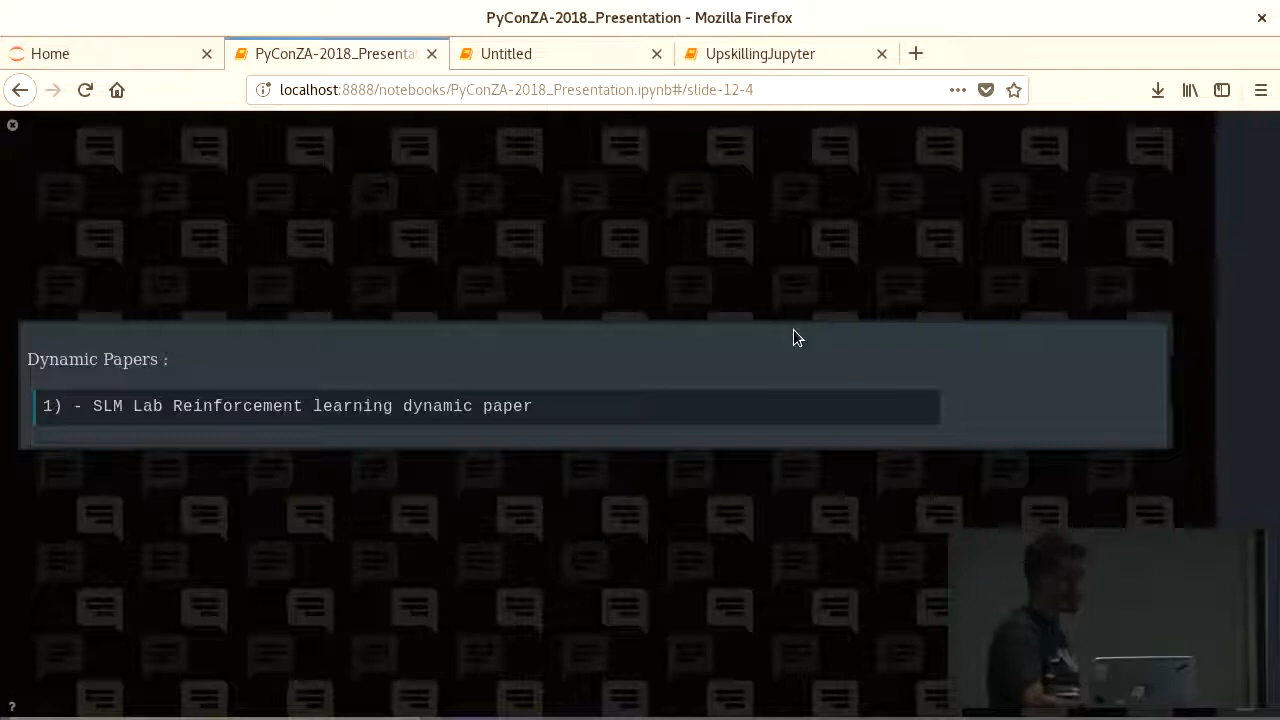 PyConZA-2018_Presentation - Mozilla Firefox
Home
PyConZA-2018_Presentat
Untitled
UpskillingJupyter
localhost:8888/notebooks/PyConZA-2018_Presentation.ipynb#/slide-12-4
Dynamic Papers :
1) - SLM Lab Reinforcement learning dynamic paper
?